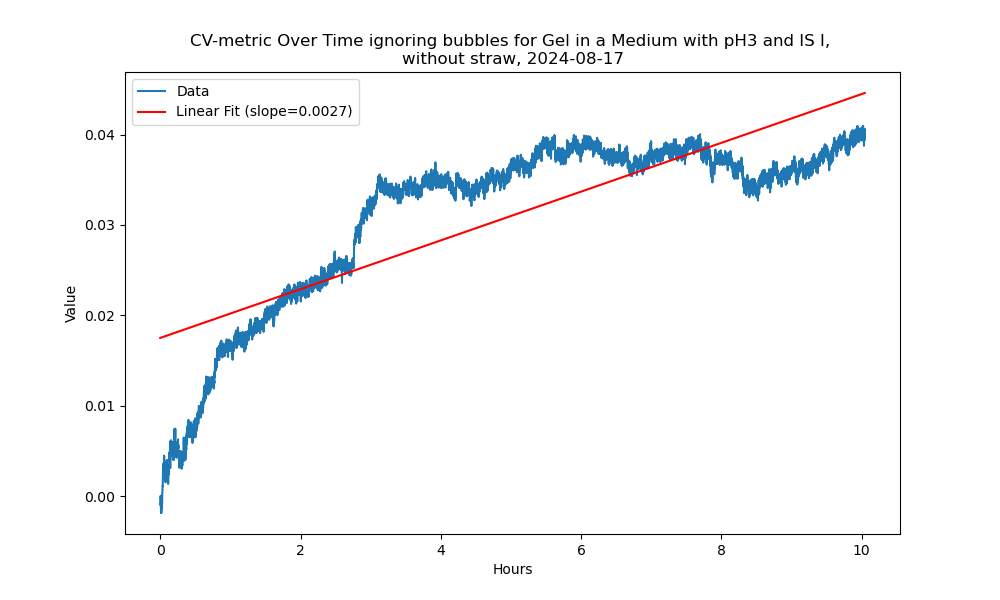 CV-metric Over Time ignoring bubbles for Gel in a Medium with pH3 and IS I,
without straw, 2024-08-17
Data
Linear Fit (slope=0.0027)
Value
0.04
0.03
0.02
0.01
0.00
0
2
4
6
8
10
Hours